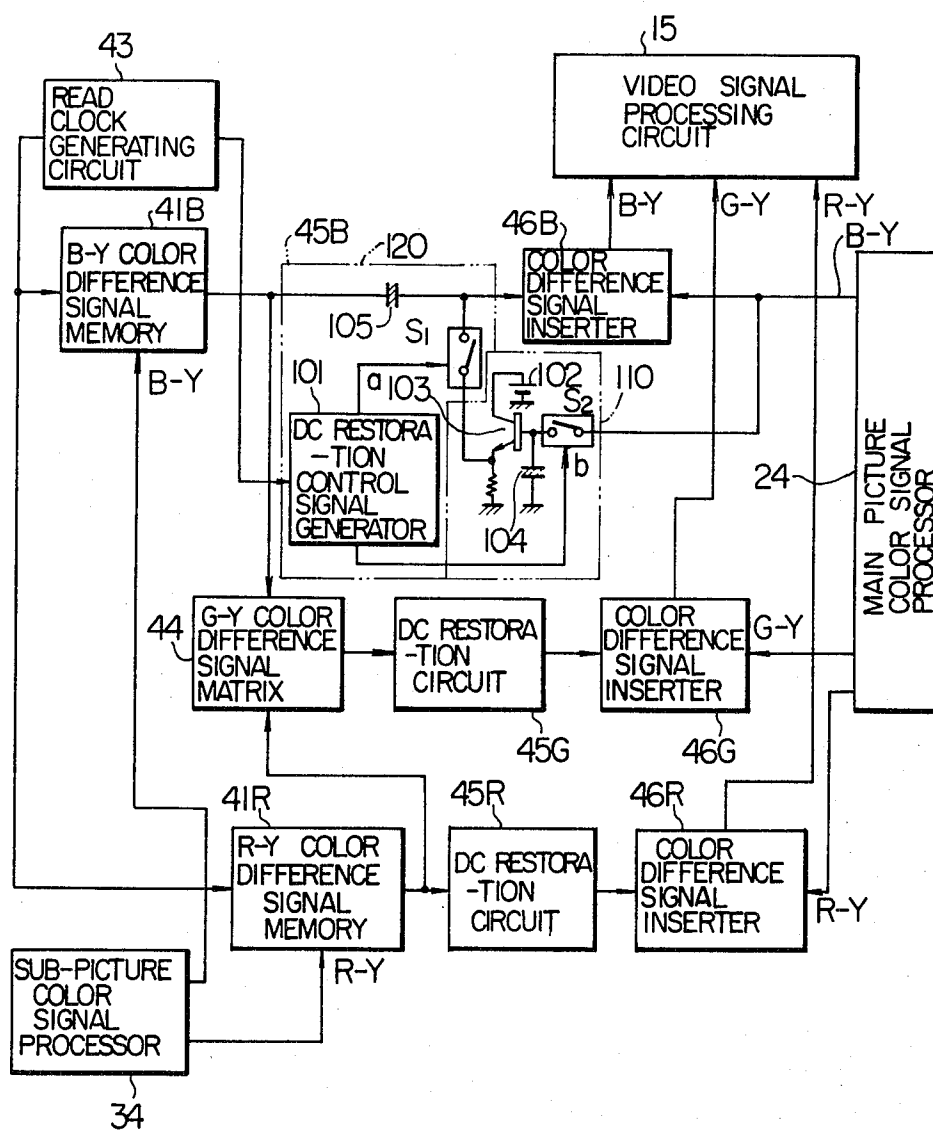 43
READ
CLOCK
GENERATING
CIRCUIT
15
VIDEO SIGNAL
PROCESSING
CIRCUIT
41B
B-Y COLOR
DIFFERENCE
SIGNAL
MEMORY
45B
120
46B
COLOR
DIFFERENCE
SIGNAL
INSERTER
B-Y
G-Y
R-Y
B-Y
105
S1
B-Y
101
a
103
102
S2
110
b
104
DC RESTORA
-TION
CONTROL
SIGNAL
GENERATOR
24
MAIN PICTURE
COLOR SIGNAL
PROCESSOR
44
G-Y COLOR
DIFFERENCE
SIGNAL
MATRIX
DC RESTORA
-TION
CIRCUIT
45G
COLOR
DIFFERENCE
SIGNAL
INSERTER
46G
G-Y
41R
R-Y COLOR
DIFFERENCE
SIGNAL
MEMORY
45R
DC RESTORA
-TION
CIRCUIT
46R
COLOR
DIFFERENCE
SIGNAL
INSERTER
R-Y
R-Y
SUB-PICTURE
COLOR
SIGNAL
PROCESSOR
34